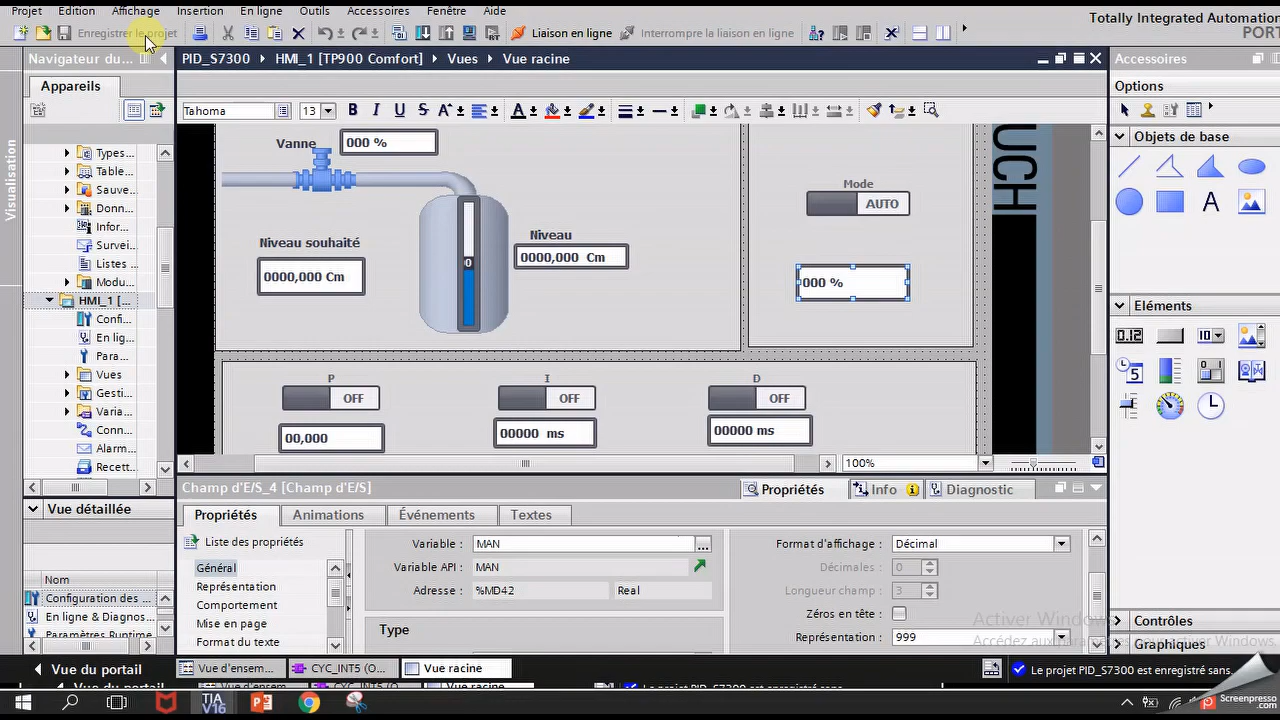 Projet Edition Affichage Insertion En ligne Outils Accessoires Fenêtre Aide
Totally Integrated Automation
PORT
Enregistrer le projet
Liaison en ligne
Interrompre la liaison en ligne
Navigateur du...
PID_S7300 HMI_1 [TP900 Comfort] Vues Vue racine
Accessoires
Appareils
Options
Tahoma
13
B I U S A A
Visualisation
Types...
Table...
Sauve...
Donn...
Infor...
Survei...
Listes ...
Modu...
HMI_1 [...
Confi...
En lig...
Para...
Vues
Gesti...
Varia...
Conn...
Alarm...
Recett...
Vanne
000 %
Niveau souhaité
0000,000 Cm
Niveau
0000,000 Cm
Mode
AUTO
000 %
UCH
P
OFF
00,000
I
OFF
00000 ms
D
OFF
00000 ms
100%
Objets de base
A
Eléments
0.12
10
5
Contrôles
Graphiques
Vue détaillée
Nom
Configuration des ...
En ligne & Diagnos...
Paramètres Runtime
Champ d'E/S_4 [Champ d'E/S]
Propriétés
Info
Diagnostic
Propriétés Animations Événements Textes
Liste des propriétés
Général
Représentation
Comportement
Mise en page
Format du texte
Variable : MAN
...
Variable API : MAN
Adresse : %MD42 Real
Type
Format d'affichage : Décimal
Décimales : 0
Longueur champ : 3
Zéros en tête :
Représentation : 999
Activer Windows
Accédez aux paramètres pour activer Windows.
Vue du portail
Vue d'ensem...
CYC_INT5 (O...
Vue racine
Le projet PID_S7300 est enregistré sans...
TIA
V16
Screenpresso
.com